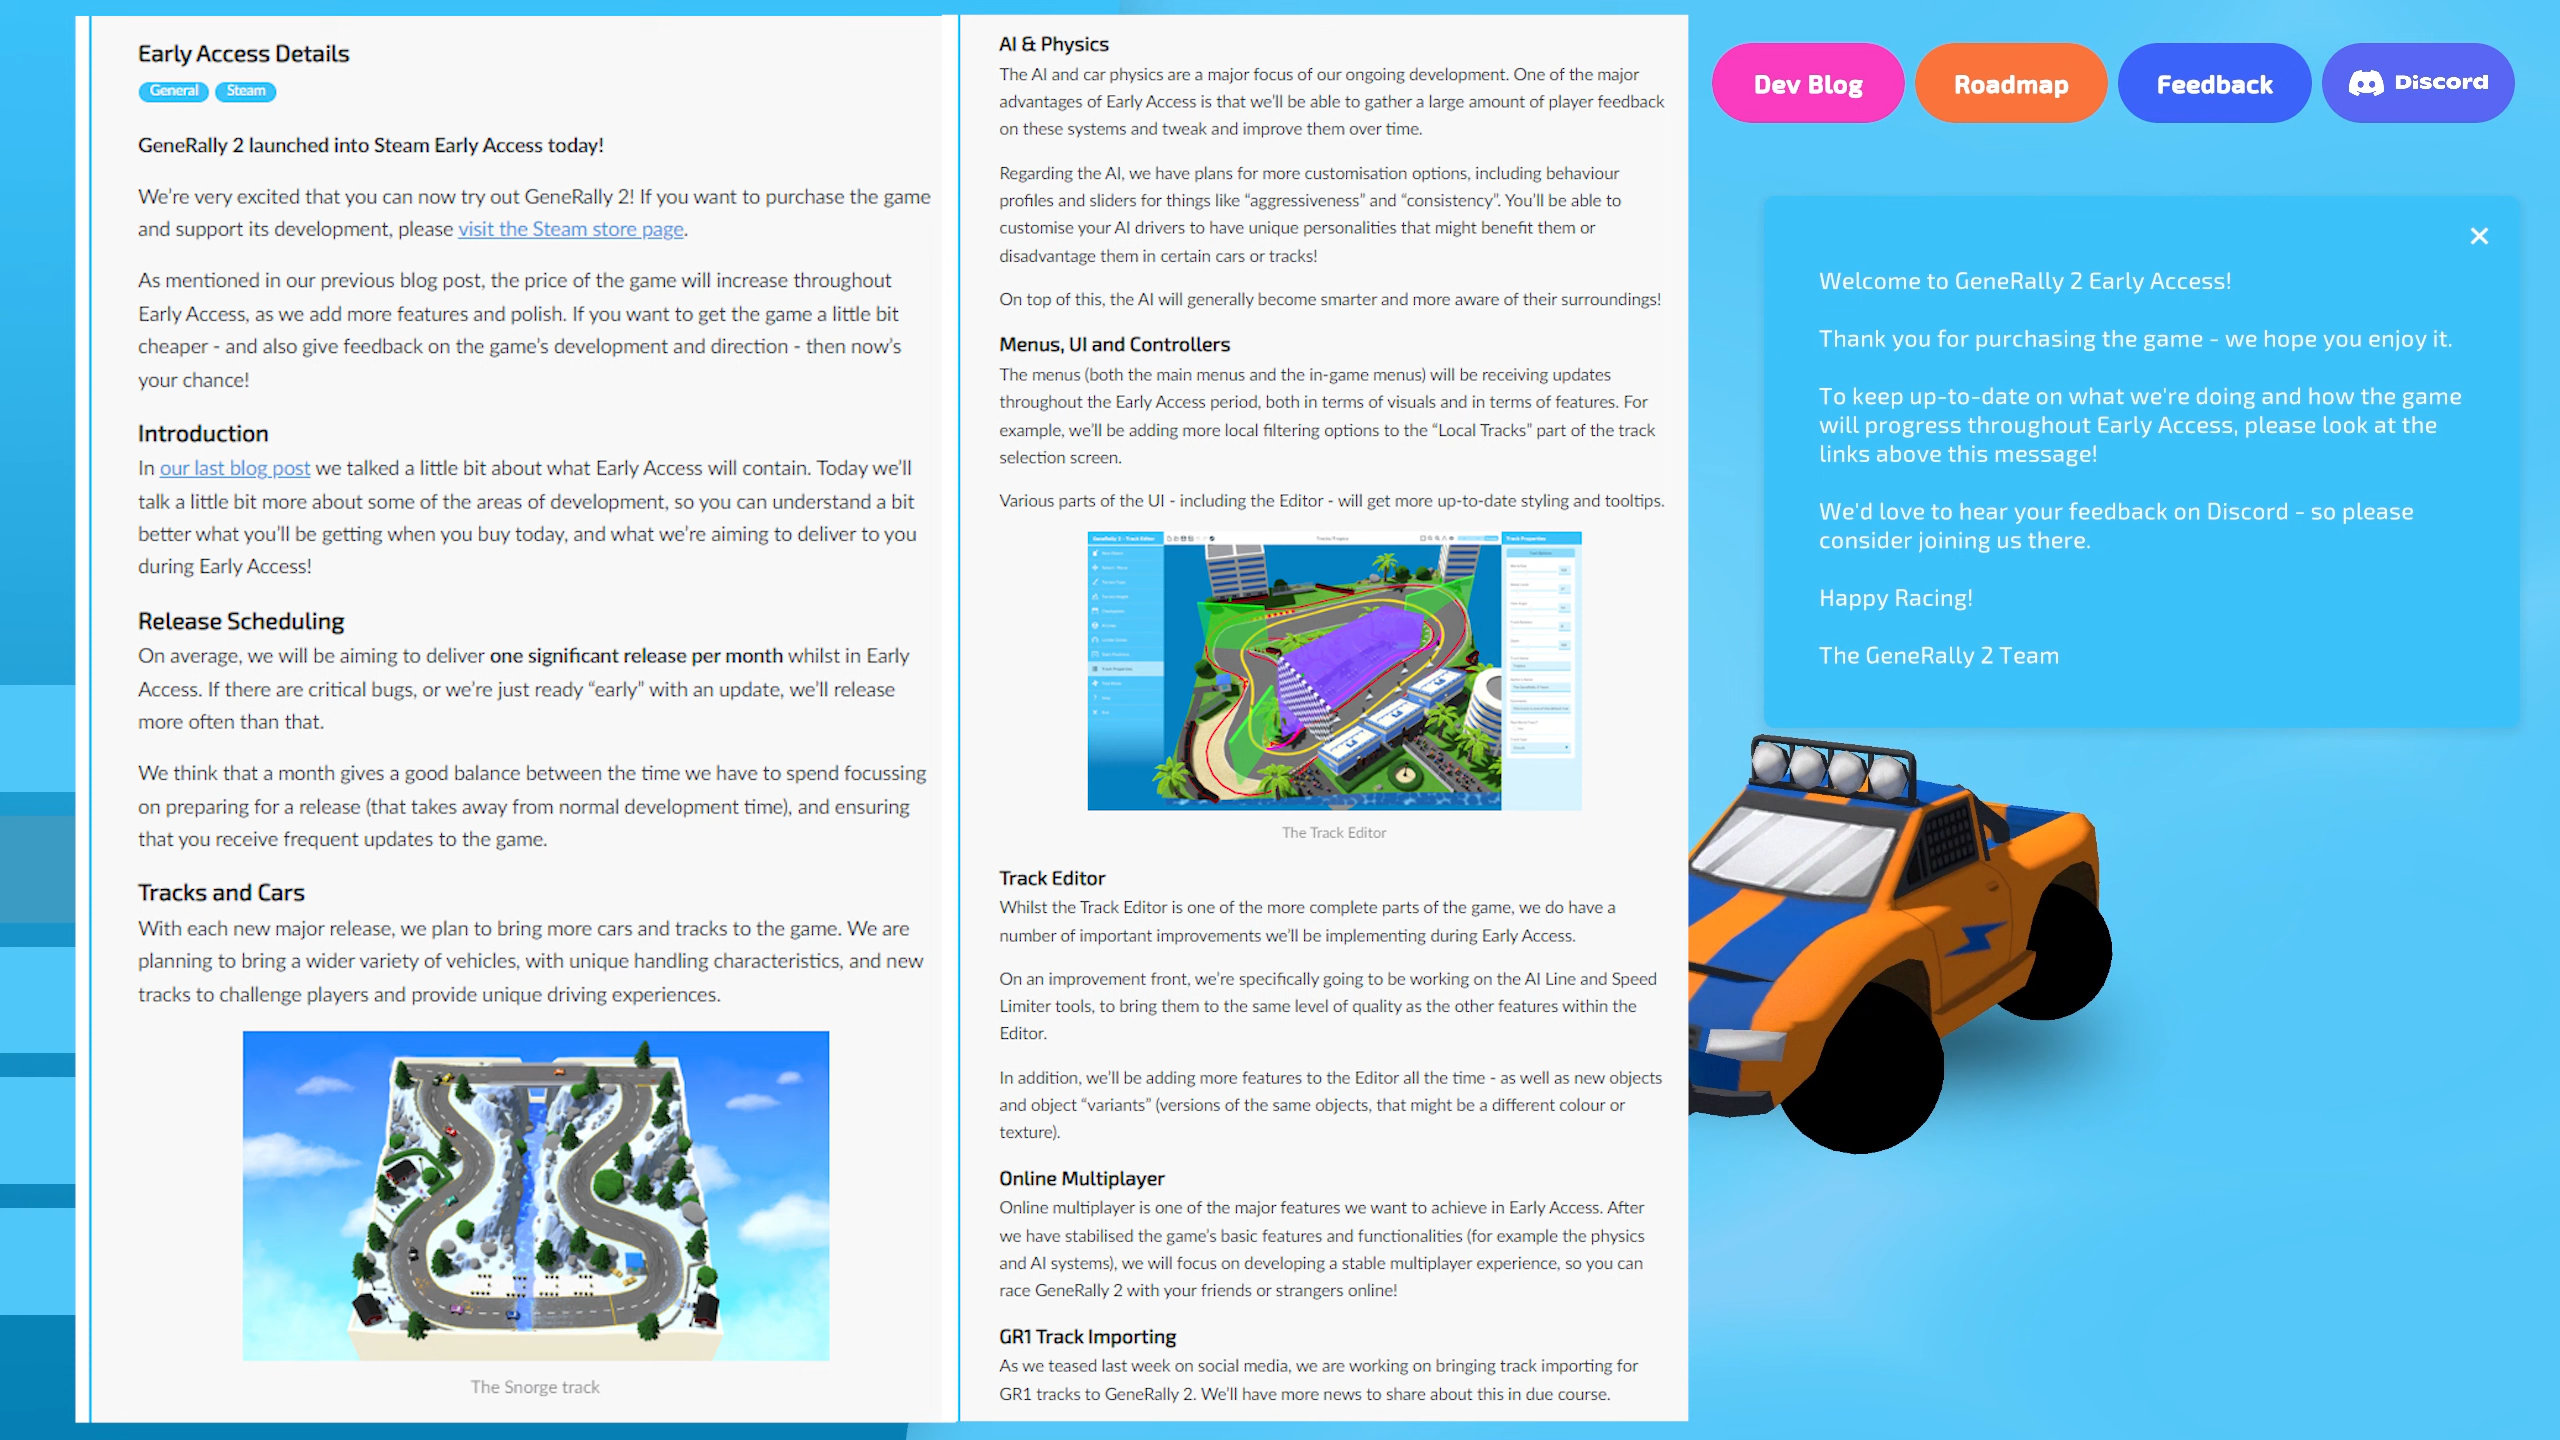 Early Access Details
General Steam
GeneRally 2 launched into Steam Early Access today!
We're very excited that you can now try out GeneRally 2! If you want to purchase the game
and support its development, please visit the Steam store page.
As mentioned in our previous blog post, the price of the game will increase throughout
Early Access, as we add more features and polish. If you want to get the game a little bit
cheaper - and also give feedback on the game's development and direction - then now's
your chance!
Introduction
In our last blog post we talked a little bit about what Early Access will contain. Today we'll
talk a little bit more about some of the areas of development, so you can understand a bit
better what you'll be getting when you buy today, and what we're aiming to deliver to you
during Early Access!
Release Scheduling
On average, we will be aiming to deliver one significant release per month whilst in Early
Access. If there are critical bugs, or we're just ready “early” with an update, we'll release
more often than that.
We think that a month gives a good balance between the time we have to spend focussing
on preparing for a release (that takes away from normal development time), and ensuring
that you receive frequent updates to the game.
Tracks and Cars
With each new major release, we plan to bring more cars and tracks to the game. We are
planning to bring a wider variety of vehicles, with unique handling characteristics, and new
tracks to challenge players and provide unique driving experiences.
The Snorge track
AI & Physics
The AI and car physics are a major focus of our ongoing development. One of the major
advantages of Early Access is that we'll be able to gather a large amount of player feedback
on these systems and tweak and improve them over time.
Regarding the AI, we have plans for more customisation options, including behaviour
profiles and sliders for things like “aggressiveness” and “consistency”. You'll be able to
customise your AI drivers to have unique personalities that might benefit them or
disadvantage them in certain cars or tracks!
On top of this, the AI will generally become smarter and more aware of their surroundings!
Menus, UI and Controllers
The menus (both the main menus and the in-game menus) will be receiving updates
throughout the Early Access period, both in terms of visuals and in terms of features. For
example, we'll be adding more local filtering options to the “Local Tracks” part of the track
selection screen.
Various parts of the UI - including the Editor - will get more up-to-date styling and tooltips.
GeneRally 2 - Track Editor
Track Properties
The Track Editor
Track Editor
Whilst the Track Editor is one of the more complete parts of the game, we do have a
number of important improvements we'll be implementing during Early Access.
On an improvement front, we're specifically going to be working on the AI Line and Speed
Limiter tools, to bring them to the same level of quality as the other features within the
Editor.
In addition, we'll be adding more features to the Editor all the time - as well as new objects
and object “variants” (versions of the same objects, that might be a different colour or
texture).
Online Multiplayer
Online multiplayer is one of the major features we want to achieve in Early Access. After
we have stabilised the game's basic features and functionalities (for example the physics
and AI systems), we will focus on developing a stable multiplayer experience, so you can
race GeneRally 2 with your friends or strangers online!
GR1 Track Importing
As we teased last week on social media, we are working on bringing track importing for
GR1 tracks to GeneRally 2. We'll have more news to share about this in due course.
Dev Blog Roadmap Feedback Discord
Welcome to GeneRally 2 Early Access!
Thank you for purchasing the game - we hope you enjoy it.
To keep up-to-date on what we're doing and how the game
will progress throughout Early Access, please look at the
links above this message!
We'd love to hear your feedback on Discord - so please
consider joining us there.
Happy Racing!
The GeneRally 2 Team